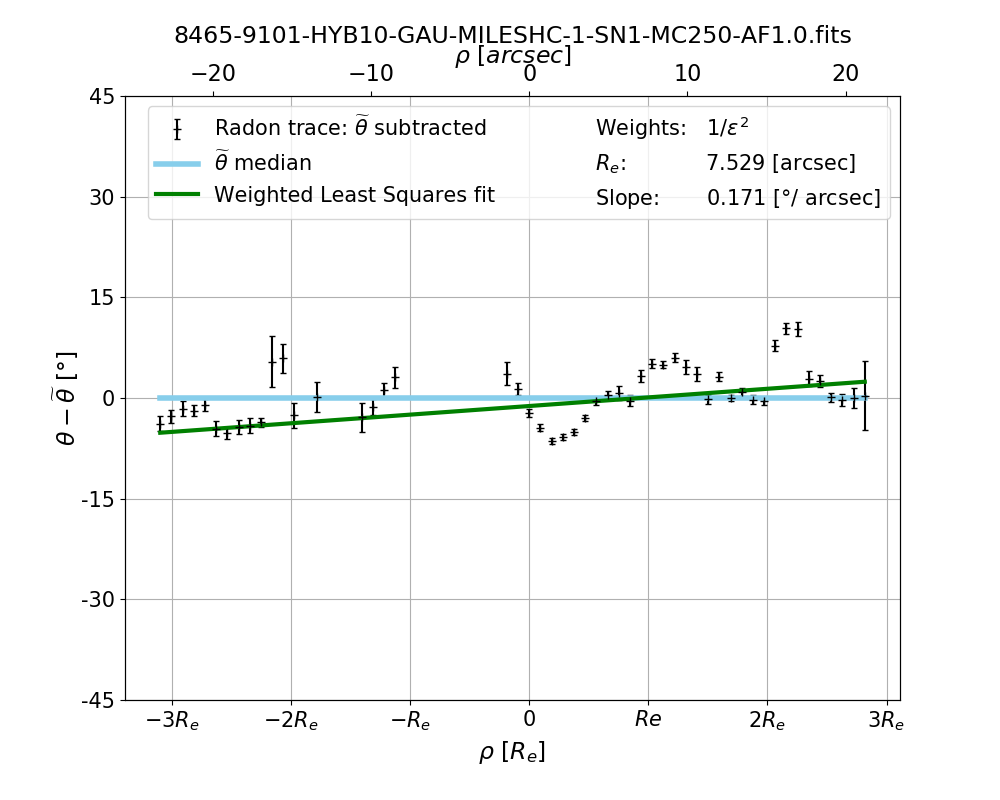 8465-9101-HYB10-GAU-MILESHC-1-SN1-MC250-AF1.0.fits
ρ [arcsec]
−20 −10 0 10 20
45
30
15
0
-15
-30
-45
θ − θ̃ [°]
Radon trace: θ̃ subtracted
θ̃ median
Weighted Least Squares fit
Weights: 1/ε²
Rₑ: 7.529 [arcsec]
Slope: 0.171 [°/ arcsec]
−3Rₑ −2Rₑ −Rₑ 0 Re 2Rₑ 3Rₑ
ρ [Rₑ]